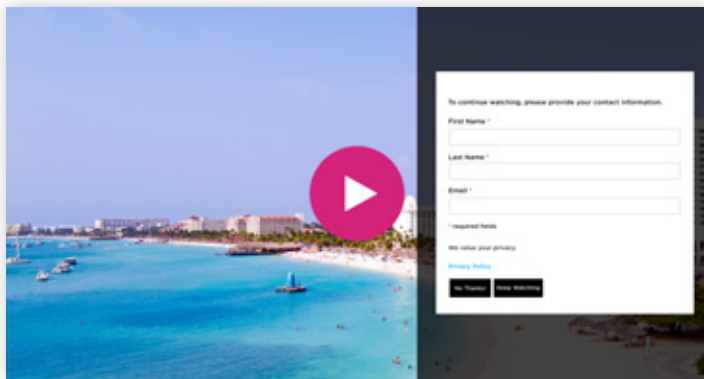 To continue watching, please provide your contact information.
First Name *
Last Name *
Email *
* required fields
We value your privacy
Privacy Policy
No Thanks!
Keep Watching